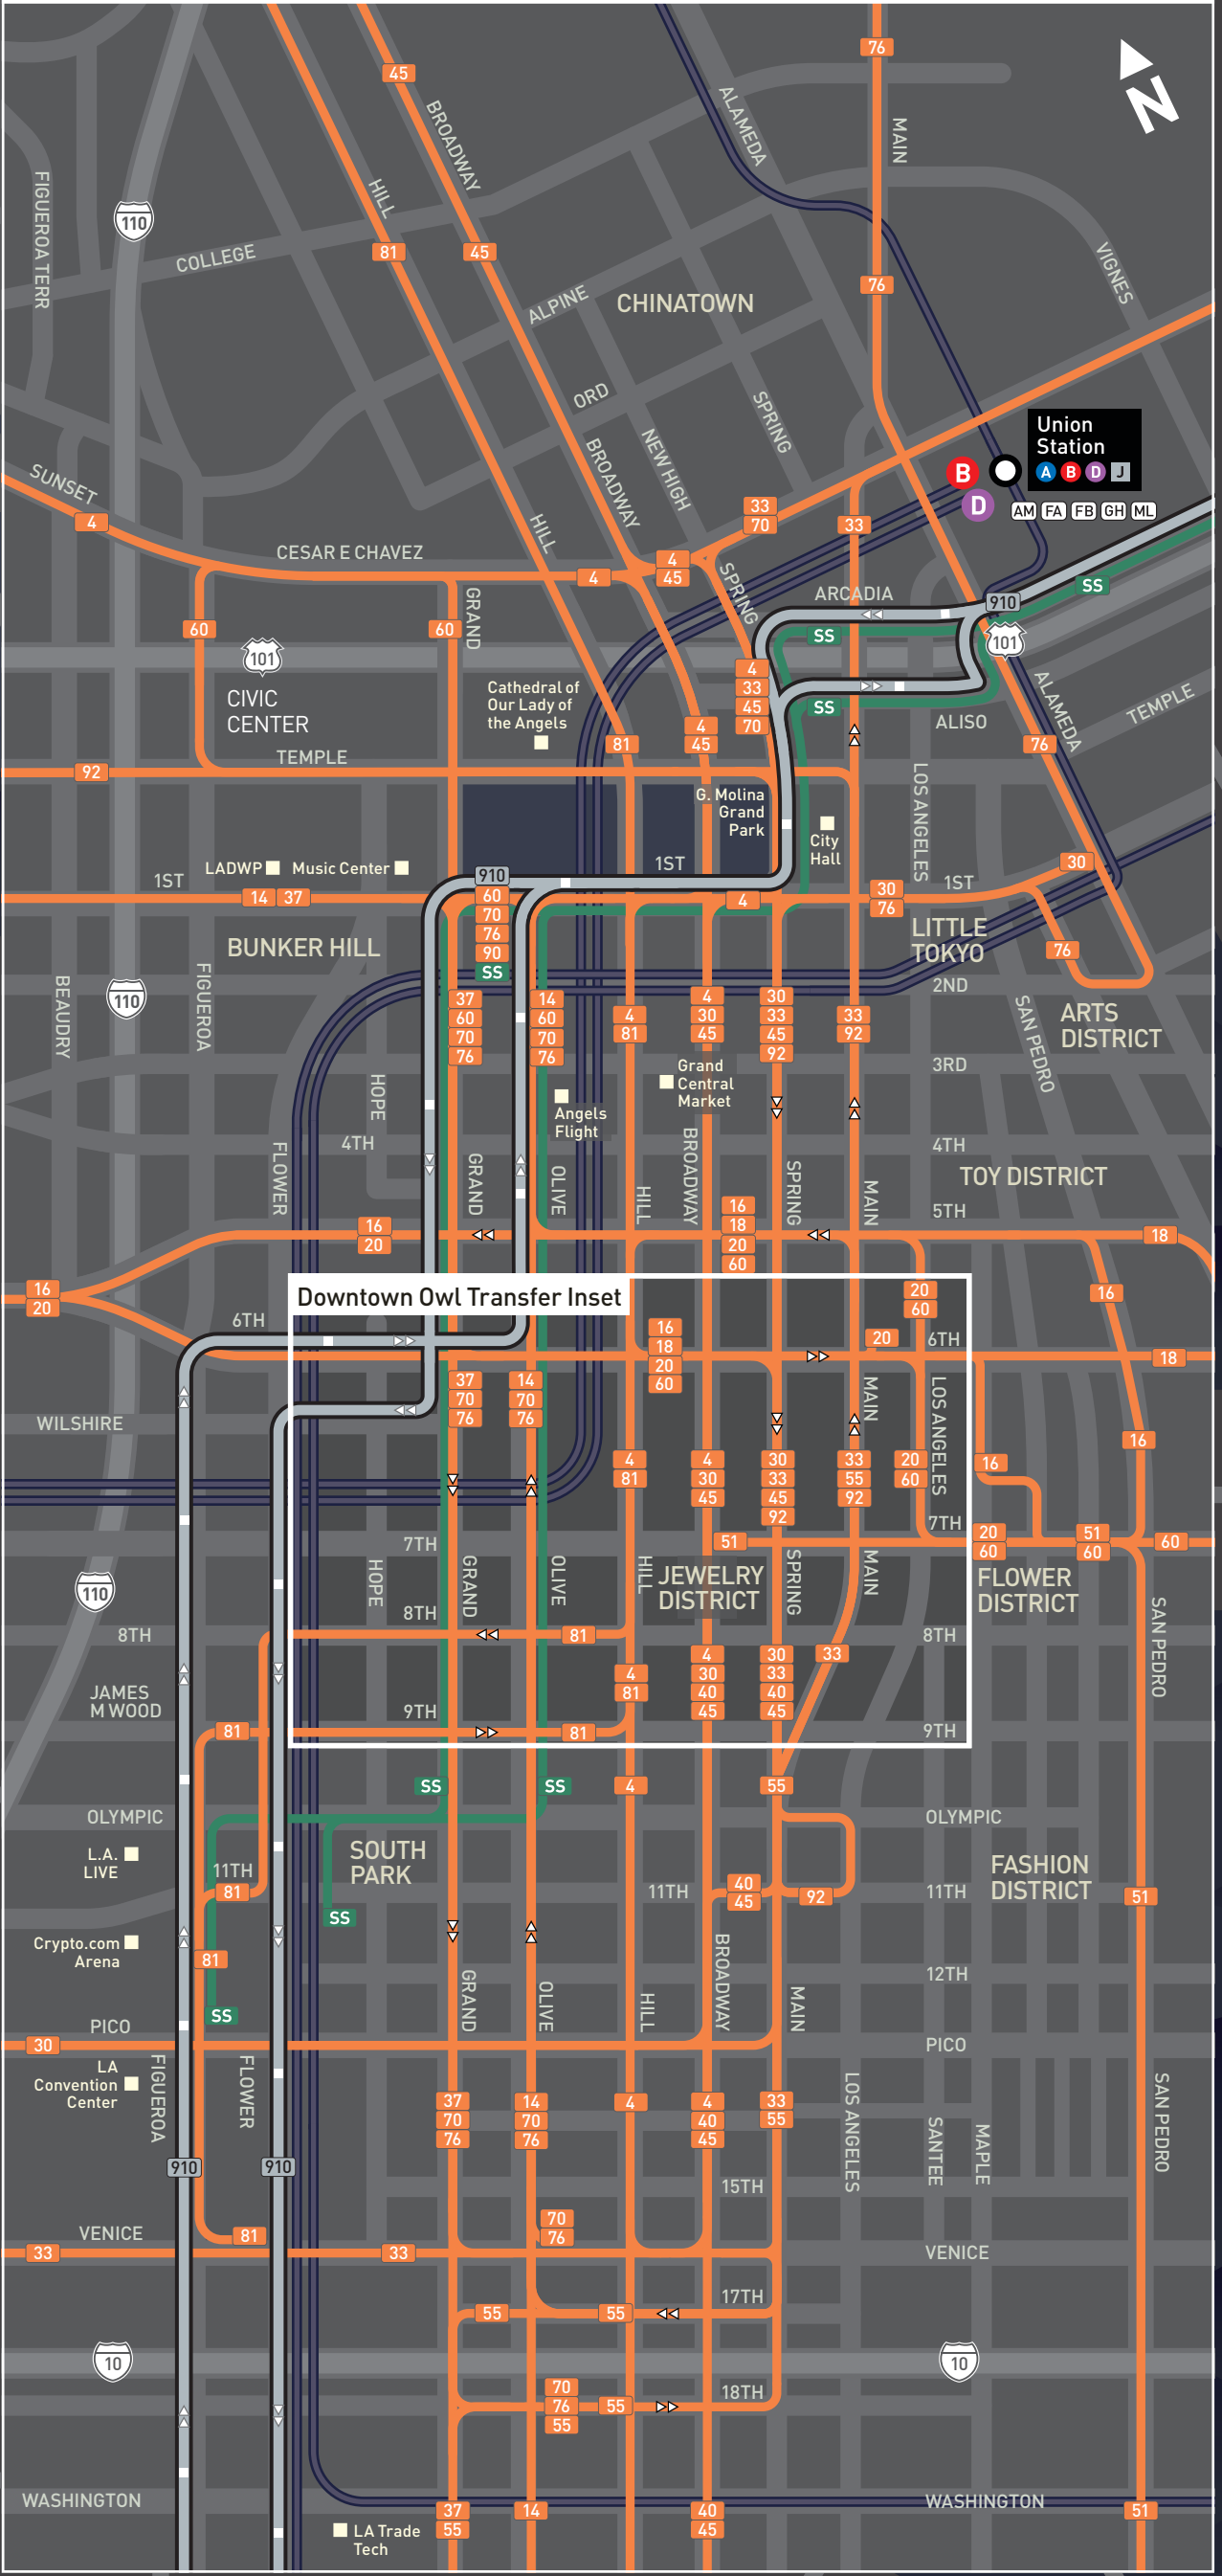 76
45
ALAMEDA
MAIN
N
BROADWAY
FIGUEROA TERR
HILL
110
COLLEGE
81
45
VIGNES
76
ALPINE
CHINATOWN
ORD
SPRING
Union
Station
A B D J
B
D
AM FA FB GH ML
NEW HIGH
BROADWAY
SUNSET
4
33
70
33
HILL
CESAR E CHAVEZ
4
4
45
SPRING
ARCADIA
SS
910
GRAND
60
60
SS
101
101
CIVIC
CENTER
Cathedral of
Our Lady of
the Angels
4
33
45
70
SS
ALISO
ALAMEDA
TEMPLE
4
45
81
76
TEMPLE
92
G. Molina
Grand
Park
City
Hall
LOS ANGELES
LADWP
Music Center
1ST
30
1ST
14 37
910
60
70
76
90
SS
4
30
76
1ST
BUNKER HILL
LITTLE
TOKYO
76
2ND
BEAUDRY
110
FIGUEROA
37
60
70
76
14
60
70
76
4
81
4
30
45
30
33
45
92
33
92
SAN PEDRO
ARTS
DISTRICT
HOPE
Grand
Central
Market
3RD
Angels
Flight
4TH
FLOWER
GRAND
OLIVE
HILL
BROADWAY
SPRING
MAIN
4TH
TOY DISTRICT
16
18
20
60
5TH
16
20
18
16
20
16
Downtown Owl Transfer Inset
20
60
6TH
16
18
20
60
20
6TH
18
37
70
76
14
70
76
MAIN
LOS ANGELES
WILSHIRE
16
4
81
4
30
45
30
33
45
92
33
55
92
20
60
16
7TH
7TH
51
20
60
51
60
60
110
HOPE
GRAND
OLIVE
HILL
JEWELRY
DISTRICT
SPRING
MAIN
FLOWER
DISTRICT
SAN PEDRO
8TH
8TH
81
8TH
4
81
4
30
40
45
30
33
40
45
33
JAMES
M WOOD
9TH
81
81
9TH
SS
SS
4
55
OLYMPIC
OLYMPIC
L.A.
LIVE
SOUTH
PARK
11TH
81
FASHION
DISTRICT
11TH
40
45
92
11TH
51
SS
Crypto.com
Arena
81
12TH
SS
GRAND
OLIVE
HILL
BROADWAY
MAIN
PICO
30
PICO
LA
Convention
Center
FIGUEROA
FLOWER
LOS ANGELES
SANTEE
MAPLE
SAN PEDRO
37
70
76
14
70
76
4
4
40
45
33
55
910
910
15TH
VENICE
81
70
76
33
33
VENICE
17TH
55
55
10
10
70
76
55
55
18TH
WASHINGTON
37
55
14
40
45
WASHINGTON
51
LA Trade
Tech